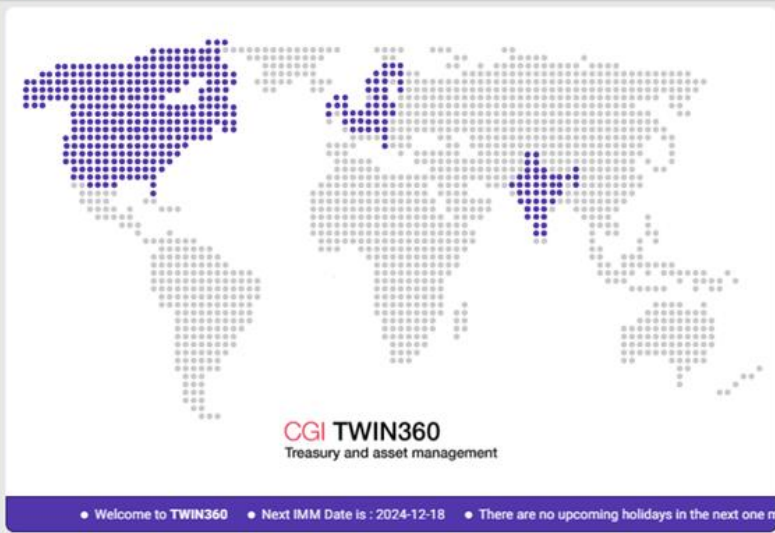 CGI TWIN360
Treasury and asset management
• Welcome to TWIN360 • Next IMM Date is : 2024-12-18 • There are no upcoming holidays in the next one